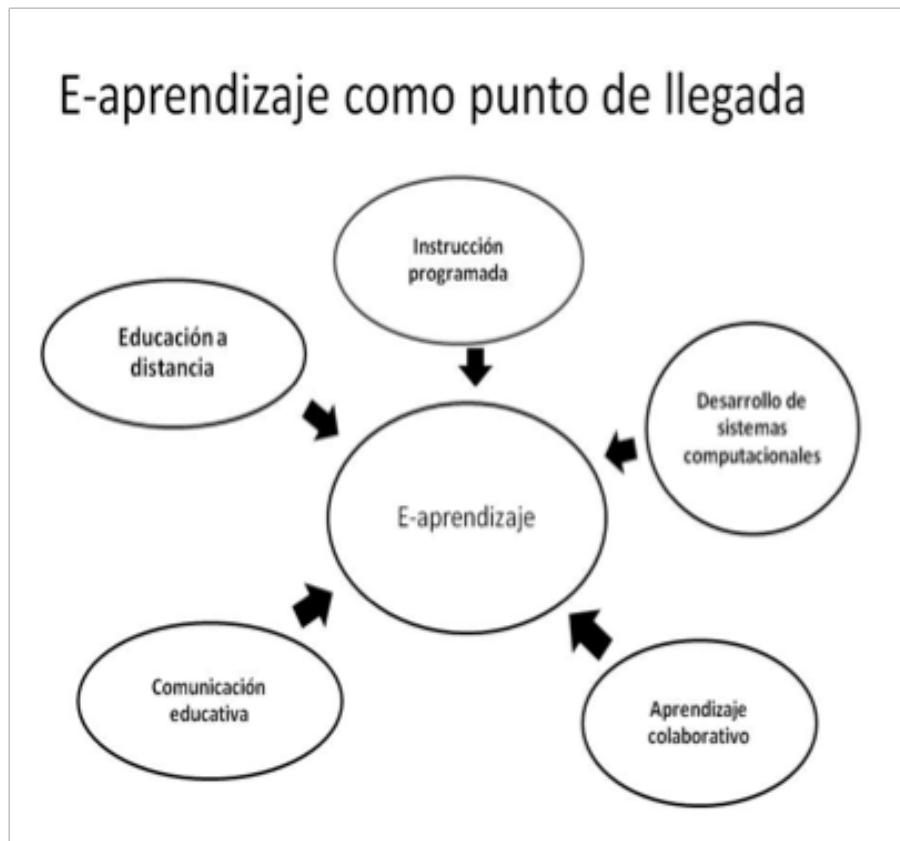 E-aprendizaje como punto de llegada
Instrucción
programada
Educación a
distancia
Desarrollo de
sistemas
computacionales
E-aprendizaje
Comunicación
educativa
Aprendizaje
colaborativo